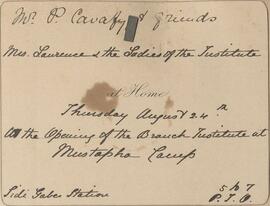 Mr. P. Cavafy & friends
Mrs. Laurence & the Ladies of the Institute
at Home
Thursday August 24th
At the Opening of the Branch Institute at
Mustapha Camp
Sidi Gaber Station
5 to 7
P.T.O.